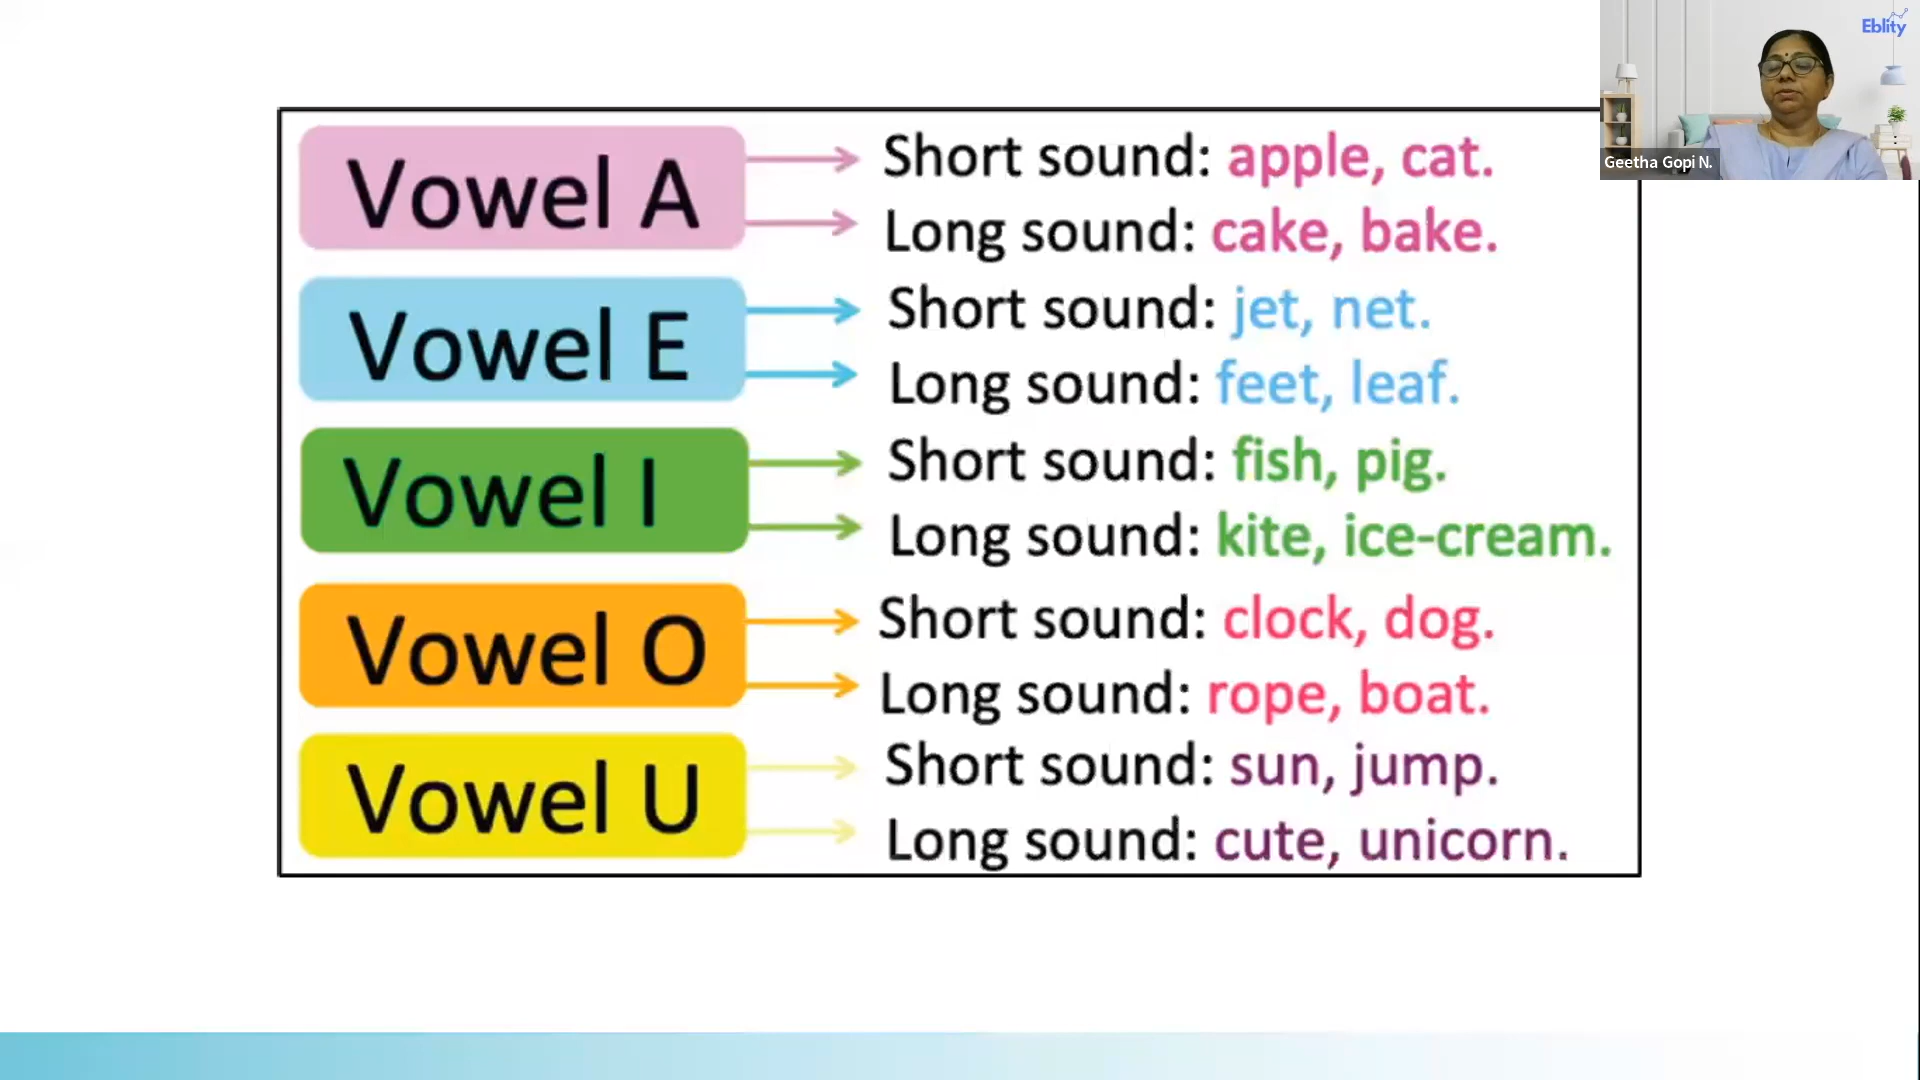 Eblity
Geetha Gopi N.
Vowel A
Short sound: apple, cat.
Long sound: cake, bake.
Vowel E
Short sound: jet, net.
Long sound: feet, leaf.
Vowel I
Short sound: fish, pig.
Long sound: kite, ice-cream.
Vowel O
Short sound: clock, dog.
Long sound: rope, boat.
Vowel U
Short sound: sun, jump.
Long sound: cute, unicorn.